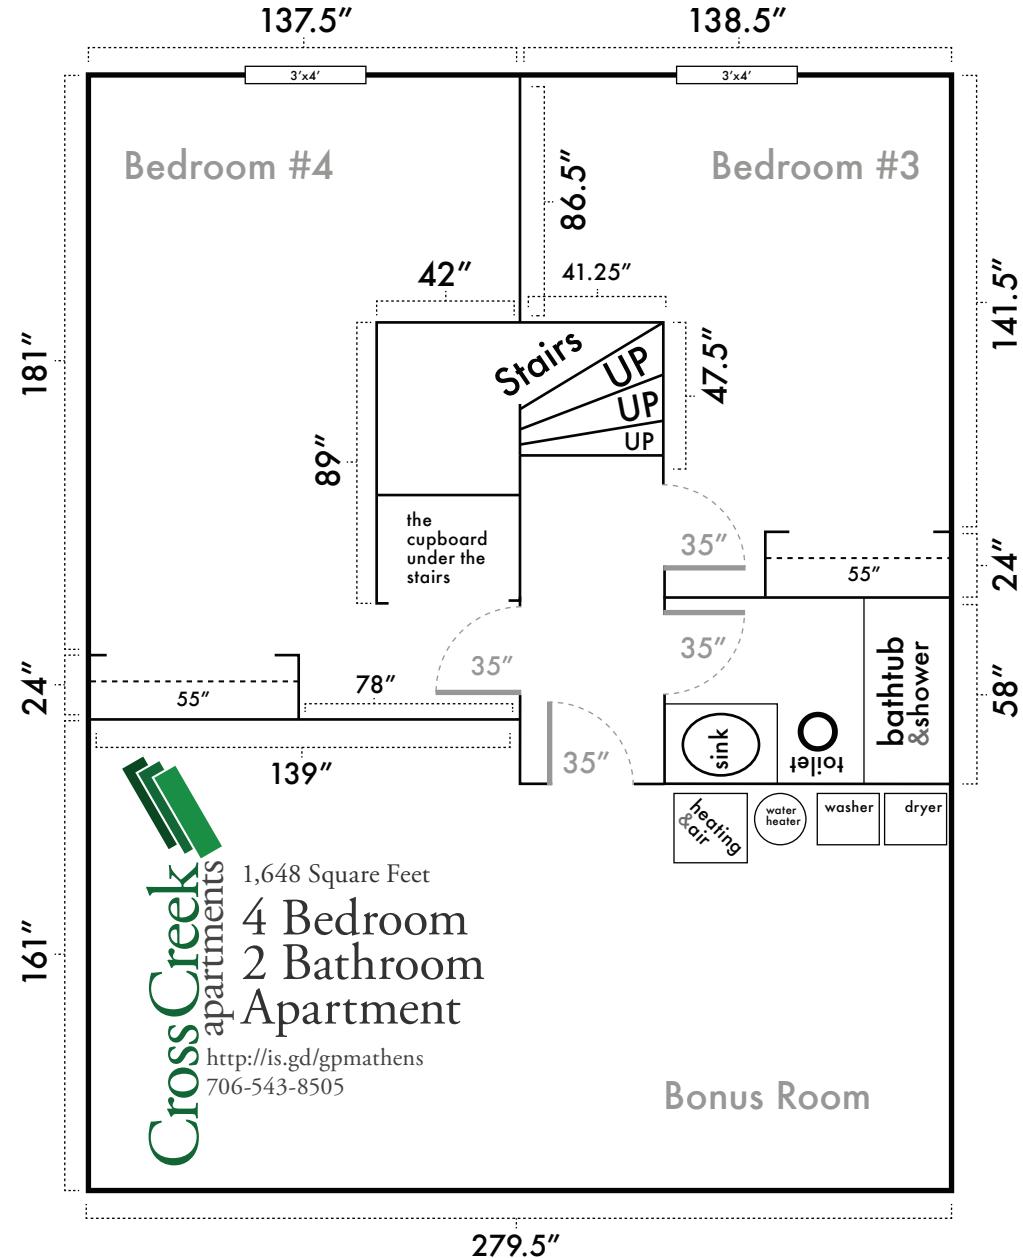 137.5”
138.5”
3’x4’
3’x4’
Bedroom #4
Bedroom #3
86.5”
42”
41.25”
181”
141.5”
Stairs
UP
UP
UP
47.5”
89”
the
cupboard
under the
stairs
35”
24”
55”
35”
35”
bathtub
&shower
58”
24”
55”
78”
sink
toilet
35”
139”
heating
&air
water
heater
washer
dryer
CrossCreek
apartments
1,648 Square Feet
4 Bedroom
2 Bathroom
Apartment
http://is.gd/gpmathens
706-543-8505
161”
Bonus Room
279.5”